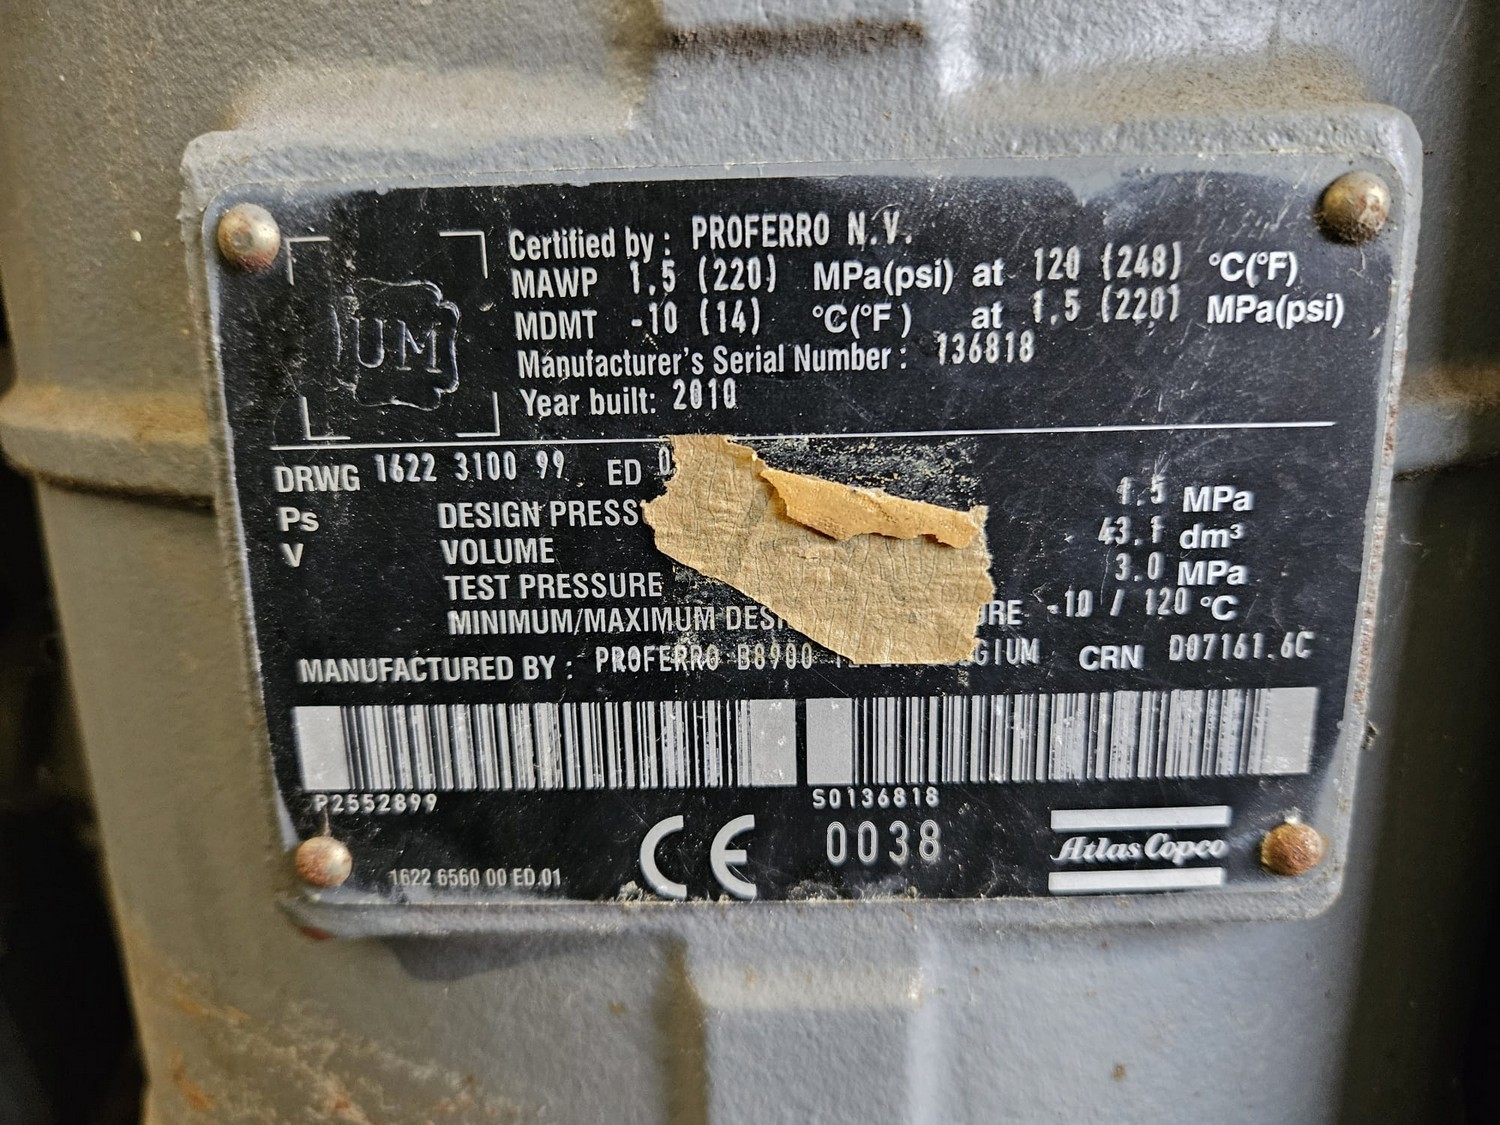 UM
Certified by : PROFERRO N.V.
MAWP 1.5 (220) MPa(psi) at 120 (248) °C(°F)
MDMT -10 (14) °C(°F) at 1.5 (220) MPa(psi)
Manufacturer's Serial Number : 136818
Year built: 2010
DRWG 1622 3100 99 ED
Ps DESIGN 1.5 MPa
V VOLUME 43.1 dm³
TEST PRESSURE 3.0 MPa
MINIMUM/MAXIMUM -10 / 120 °C
MANUFACTURED BY : PROFERRO B8900 CRN D07161.6C
P2552899 S0136818
CE 0038
Atlas Copco
1622 6560 00 ED.01